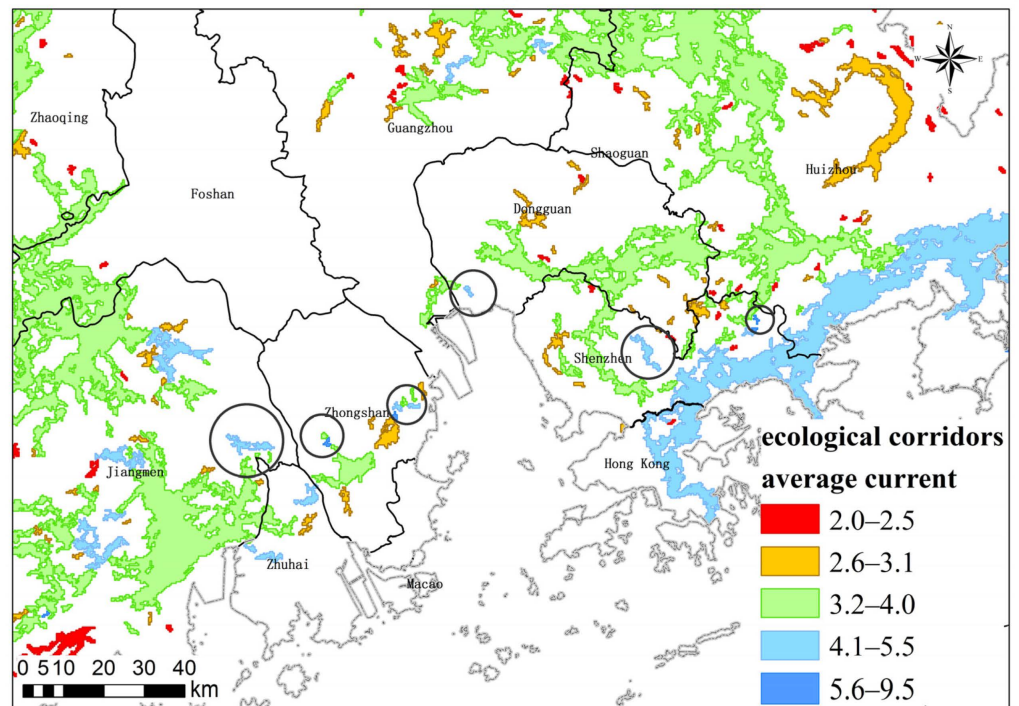 N
W E
S
Zhaoqing
Guangzhou
Shaoguan
Huizhou
Foshan
Dongguan
Shenzhen
Zhongshan
Jiangmen
Hong Kong
Zhuhai
Macao
ecological corridors
average current
2.0–2.5
2.6–3.1
3.2–4.0
4.1–5.5
5.6–9.5
0 5 10 20 30 40
km